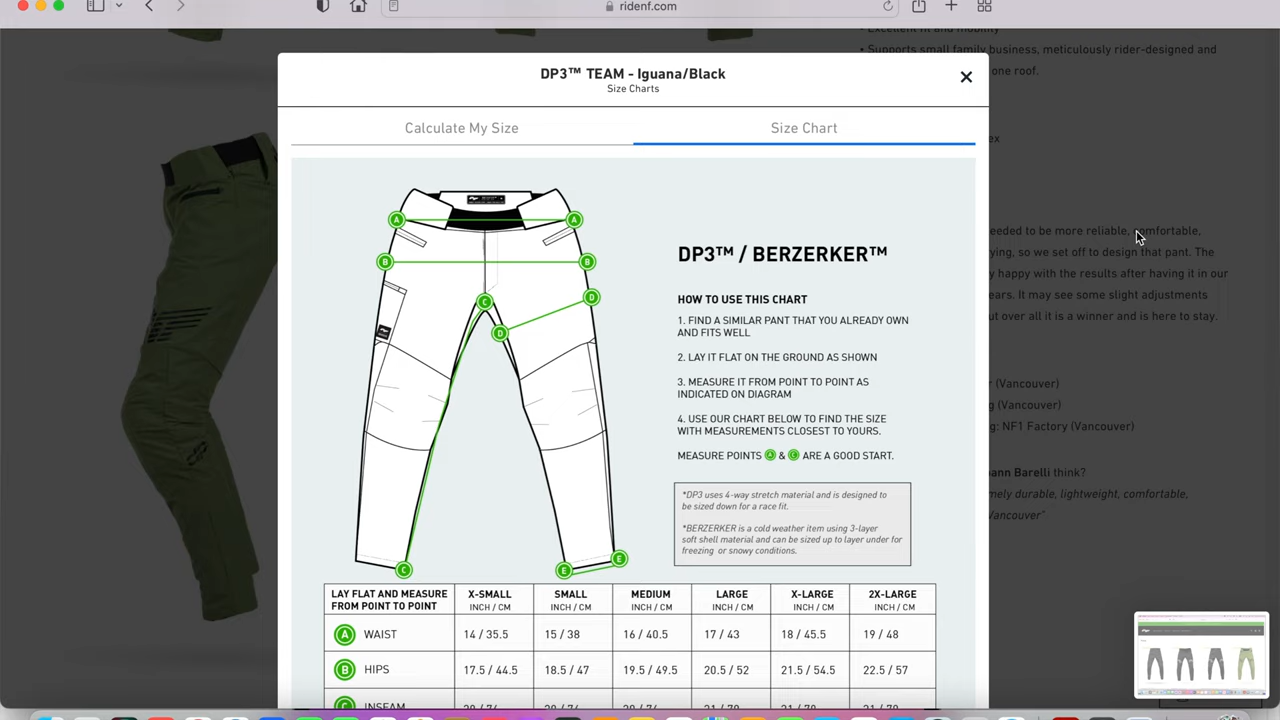 ridenf.com
• Supports small family business, meticulously rider-designed and
one roof.
DP3™ TEAM - Iguana/Black
Size Charts
Calculate My Size
Size Chart
DP3™ / BERZERKER™
HOW TO USE THIS CHART
1. FIND A SIMILAR PANT THAT YOU ALREADY OWN
AND FITS WELL
2. LAY IT FLAT ON THE GROUND AS SHOWN
3. MEASURE IT FROM POINT TO POINT AS
INDICATED ON DIAGRAM
4. USE OUR CHART BELOW TO FIND THE SIZE
WITH MEASUREMENTS CLOSEST TO YOURS.
MEASURE POINTS A & C ARE A GOOD START.
*DP3 uses 4-way stretch material and is designed to
be sized down for a race fit.
*BERZERKER is a cold weather item using 3-layer
soft shell material and can be sized up to layer under for
freezing or snowy conditions.
A A
B B
C
D
D
C
E
E
needed to be more reliable, comfortable,
so we set off to design that pant. The
happy with the results after having it in our
It may see some slight adjustments
out over all it is a winner and is here to stay.
(Vancouver)
(Vancouver)
NF1 Factory (Vancouver)
Barelli think?
durable, lightweight, comfortable,
Vancouver"
LAY FLAT AND MEASURE X-SMALL SMALL MEDIUM LARGE X-LARGE 2X-LARGE
FROM POINT TO POINT INCH / CM INCH / CM INCH / CM INCH / CM INCH / CM INCH / CM
A WAIST 14 / 35.5 15 / 38 16 / 40.5 17 / 43 18 / 45.5 19 / 48
B HIPS 17.5 / 44.5 18.5 / 47 19.5 / 49.5 20.5 / 52 21.5 / 54.5 22.5 / 57